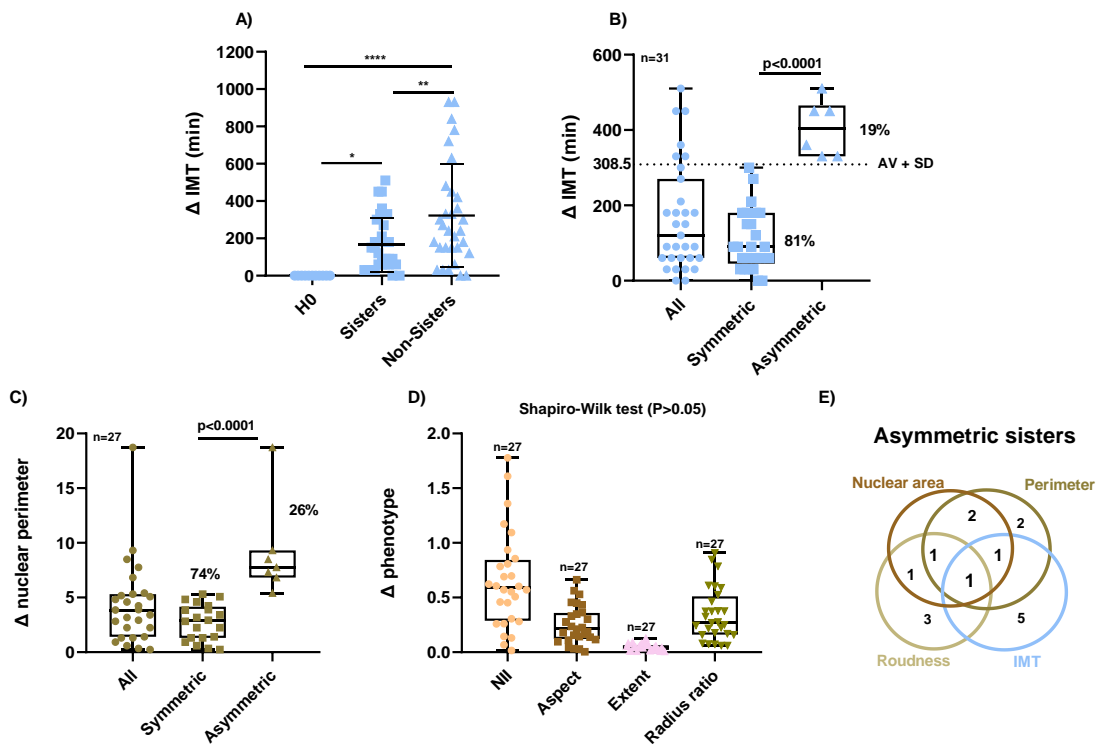 A)
Δ IMT (min)
1200
1000
800
600
400
200
0
****
**
*
H0
Sisters
Non-Sisters
B)
Δ IMT (min)
600
400
308.5
200
0
n=31
p<0.0001
19%
AV + SD
81%
All
Symmetric
Asymmetric
C)
Δ nuclear perimeter
20
15
10
5
0
n=27
p<0.0001
26%
74%
All
Symmetric
Asymmetric
D)
Shapiro-Wilk test (P>0.05)
Δ phenotype
2.0
1.5
1.0
0.5
0.0
n=27
n=27
n=27
n=27
NII
Aspect
Extent
Radius ratio
E)
Asymmetric sisters
Nuclear area
Perimeter
2
2
1
1
1
1
3
5
Roudness
IMT